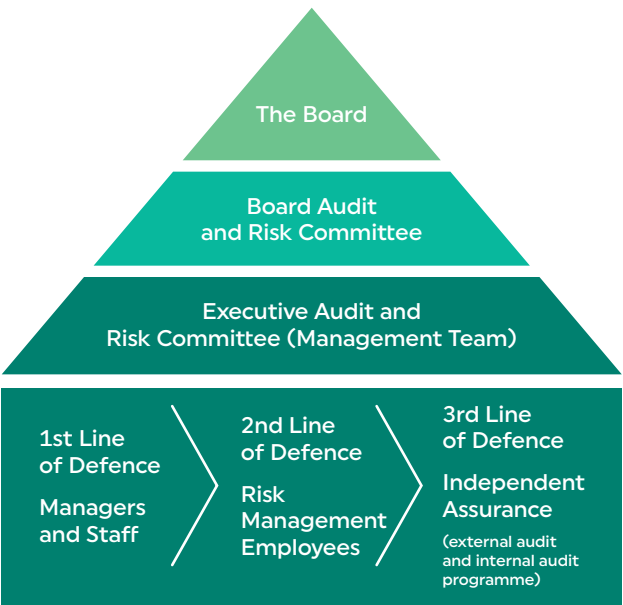 The Board
Board Audit
and Risk Committee
Executive Audit and
Risk Committee (Management Team)
1st Line
of Defence
Managers
and Staff
2nd Line
of Defence
Risk
Management
Employees
3rd Line
of Defence
Independent
Assurance
(external audit
and internal audit
programme)